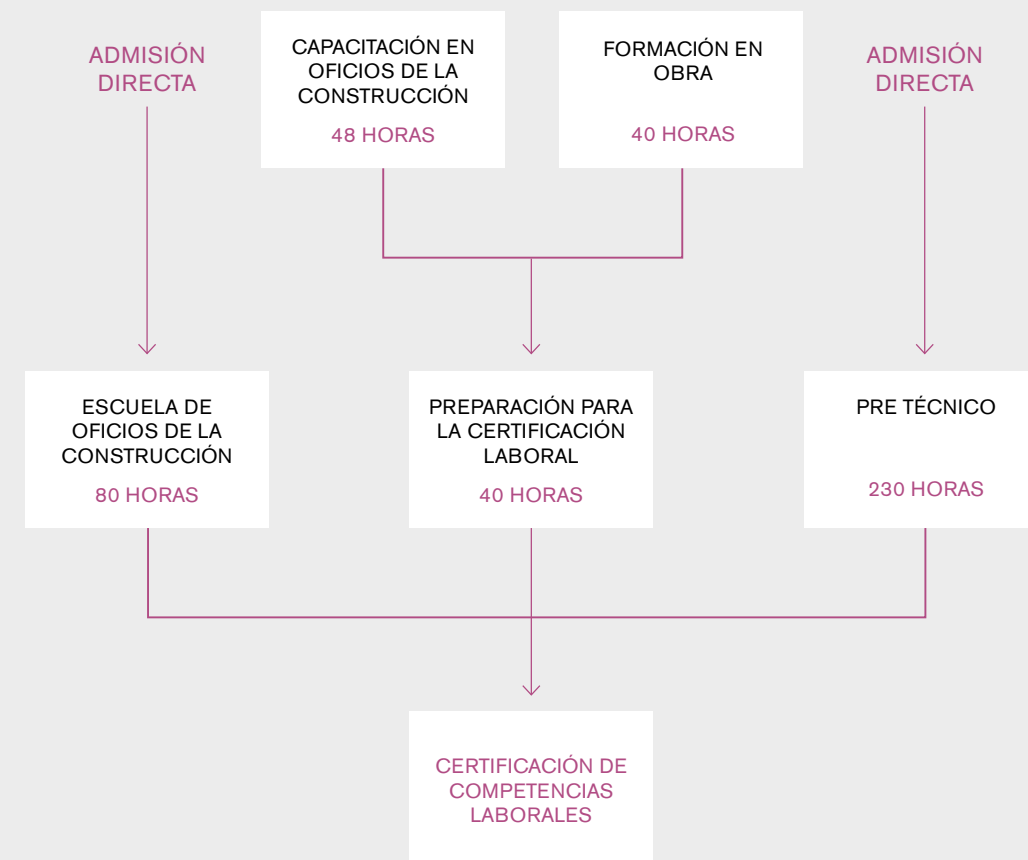 ADMISIÓN
DIRECTA
CAPACITACIÓN EN
OFICIOS DE LA
CONSTRUCCIÓN
48 HORAS
FORMACIÓN EN
OBRA
40 HORAS
ADMISIÓN
DIRECTA
ESCUELA DE
OFICIOS DE LA
CONSTRUCCIÓN
80 HORAS
PREPARACIÓN PARA
LA CERTIFICACIÓN
LABORAL
40 HORAS
PRE TÉCNICO
230 HORAS
CERTIFICACIÓN DE
COMPETENCIAS
LABORALES